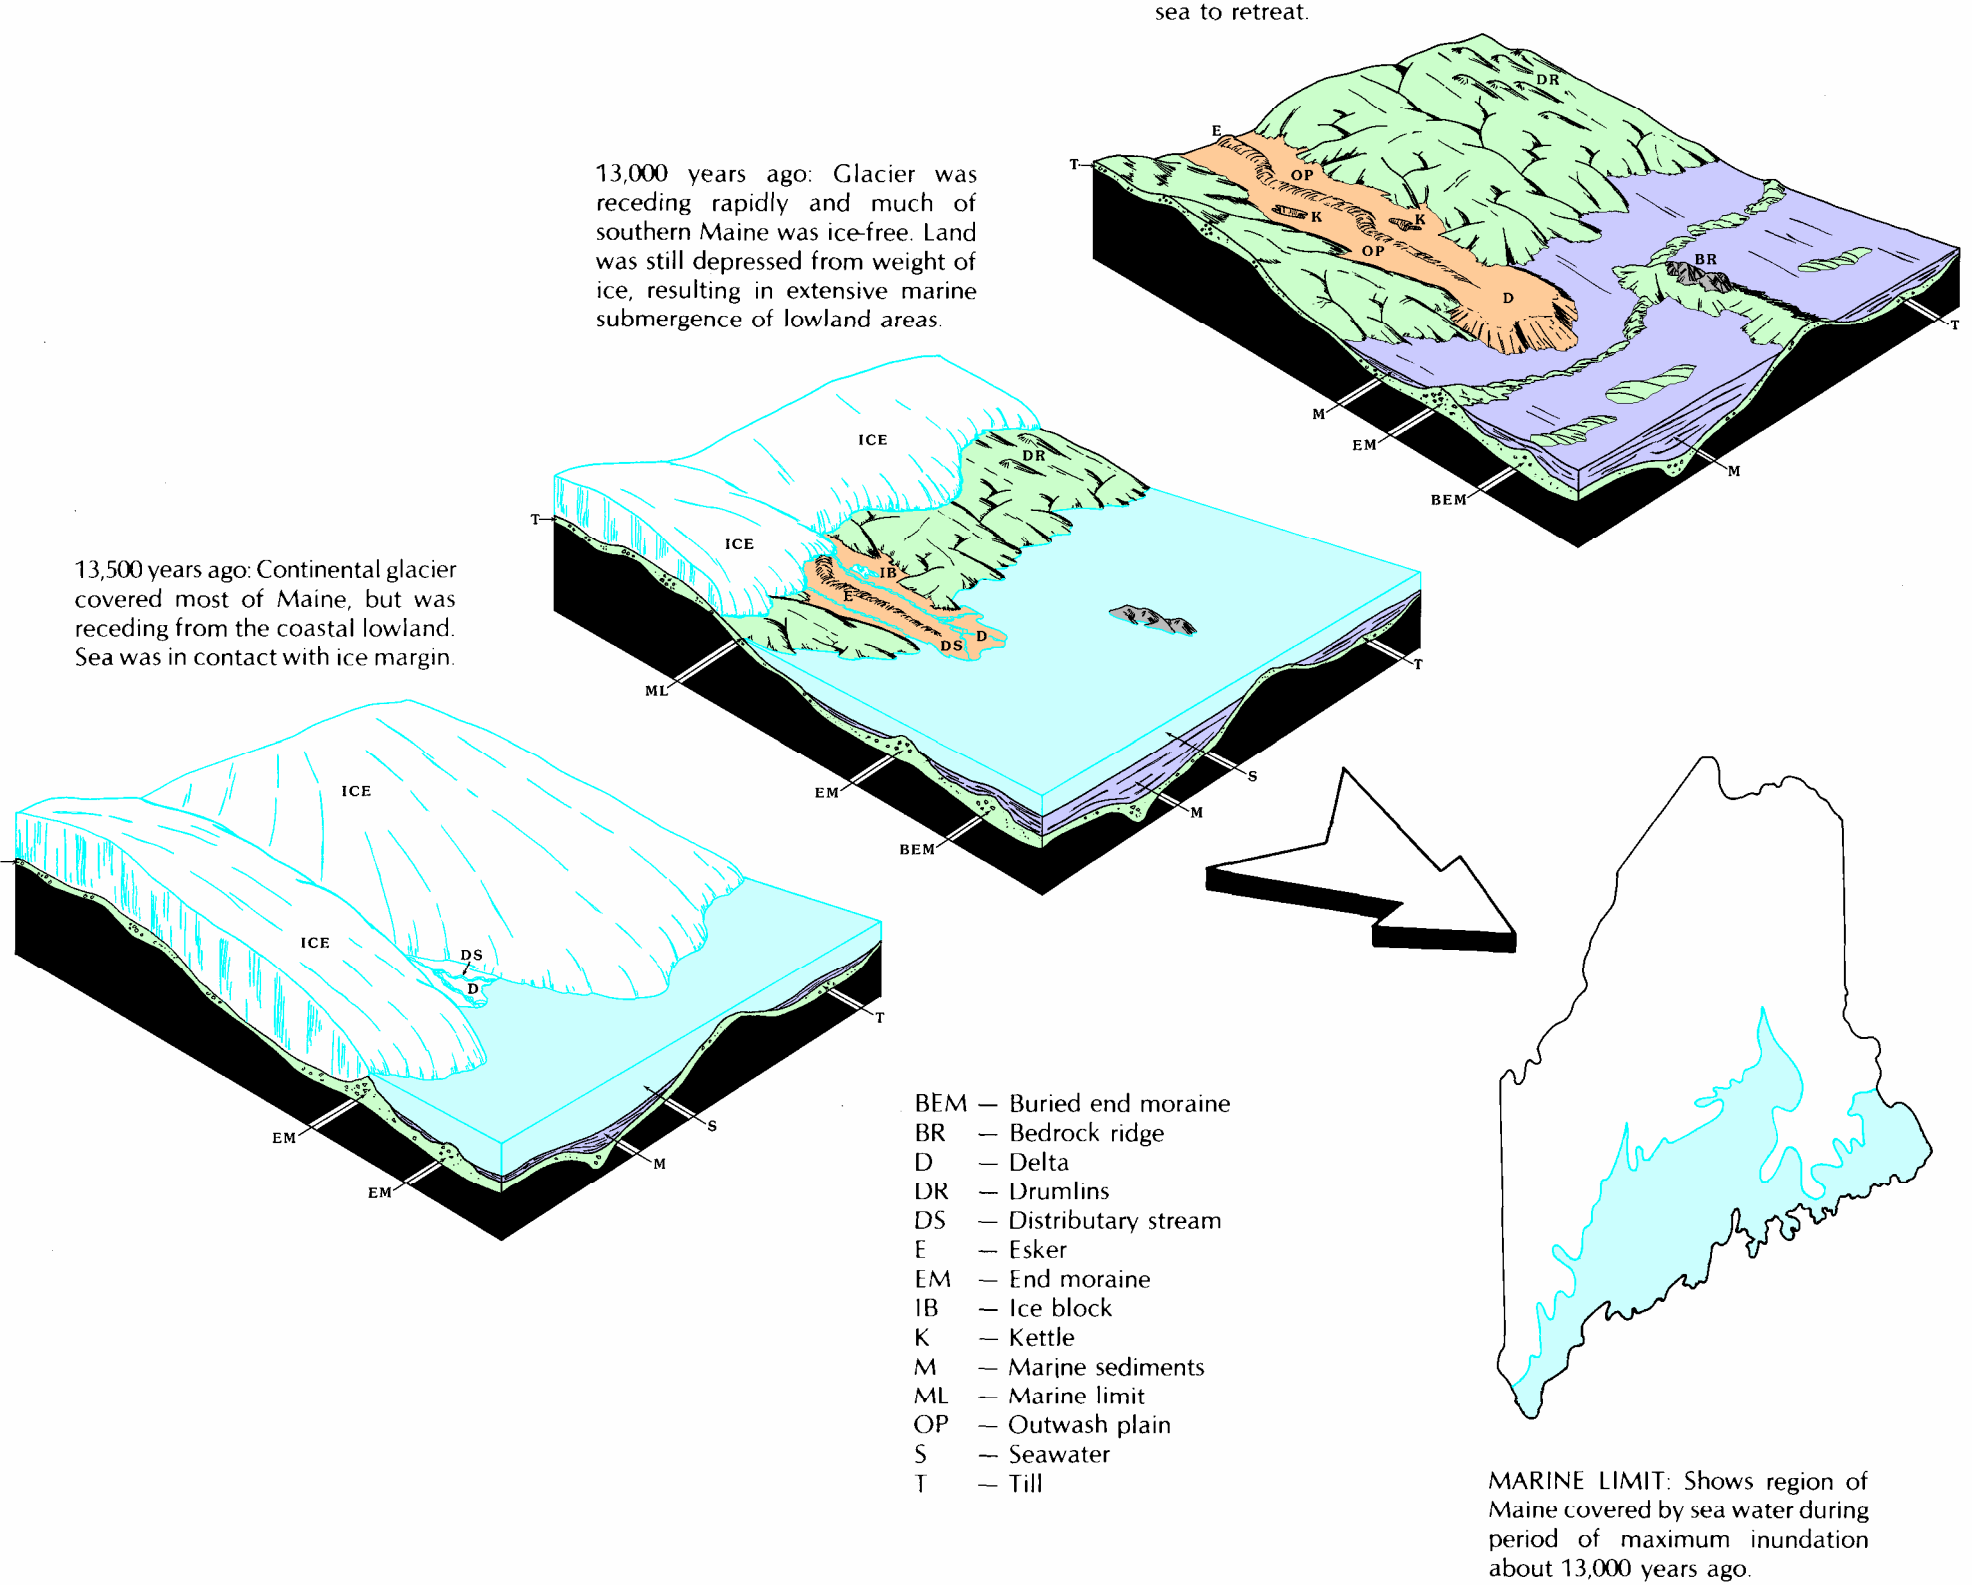 sea to retreat.
DR
E
T
OP
K
K
OP
BR
D
T
M
EM
M
BEM
13,000 years ago: Glacier was
receding rapidly and much of
southern Maine was ice-free. Land
was still depressed from weight of
ice, resulting in extensive marine
submergence of lowland areas.
ICE
DR
T
ICE
IB
E
D
DS
T
ML
S
EM
M
BEM
13,500 years ago: Continental glacier
covered most of Maine, but was
receding from the coastal lowland.
Sea was in contact with ice margin.
ICE
ICE
DS
D
T
S
EM
M
EM
BEM — Buried end moraine
BR — Bedrock ridge
D — Delta
DR — Drumlins
DS — Distributary stream
E — Esker
EM — End moraine
IB — Ice block
K — Kettle
M — Marine sediments
ML — Marine limit
OP — Outwash plain
S — Seawater
T — Till
MARINE LIMIT: Shows region of
Maine covered by sea water during
period of maximum inundation
about 13,000 years ago.